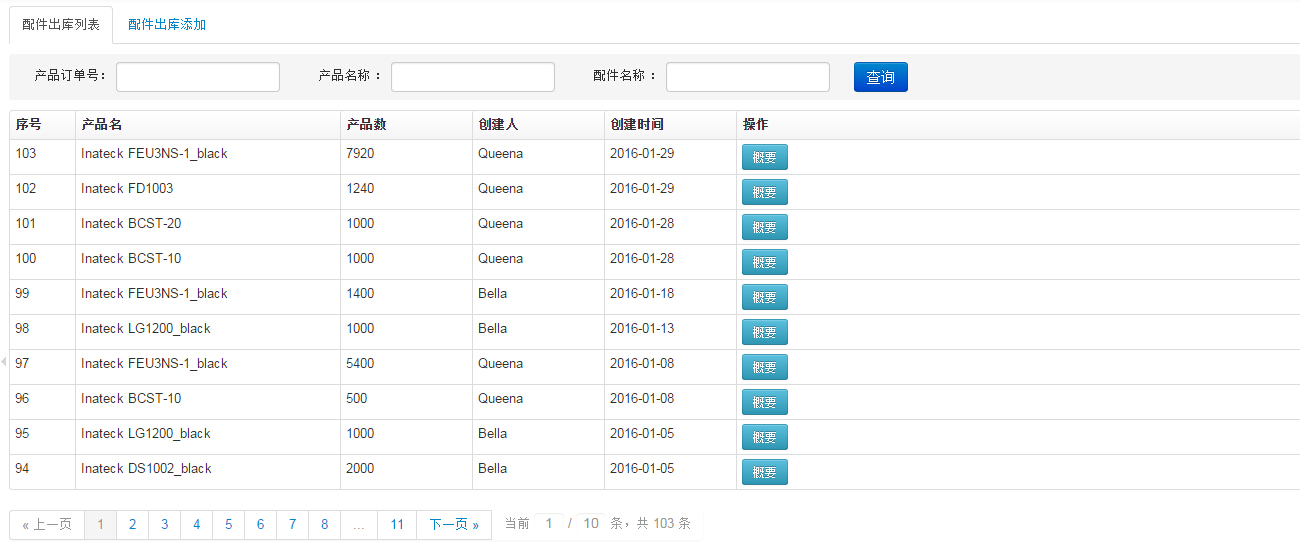 配件出库列表 配件出库添加
产品订单号： 产品名称 ： 配件名称 ： 查询
序号 产品名 产品数 创建人 创建时间 操作
103 Inateck FEU3NS-1_black 7920 Queena 2016-01-29 概要
102 Inateck FD1003 1240 Queena 2016-01-29 概要
101 Inateck BCST-20 1000 Queena 2016-01-28 概要
100 Inateck BCST-10 1000 Queena 2016-01-28 概要
99 Inateck FEU3NS-1_black 1400 Bella 2016-01-18 概要
98 Inateck LG1200_black 1000 Bella 2016-01-13 概要
97 Inateck FEU3NS-1_black 5400 Queena 2016-01-08 概要
96 Inateck BCST-10 500 Queena 2016-01-08 概要
95 Inateck LG1200_black 1000 Bella 2016-01-05 概要
94 Inateck DS1002_black 2000 Bella 2016-01-05 概要
« 上一页 1 2 3 4 5 6 7 8 ... 11 下一页 » 当前 1 / 10 条，共 103 条